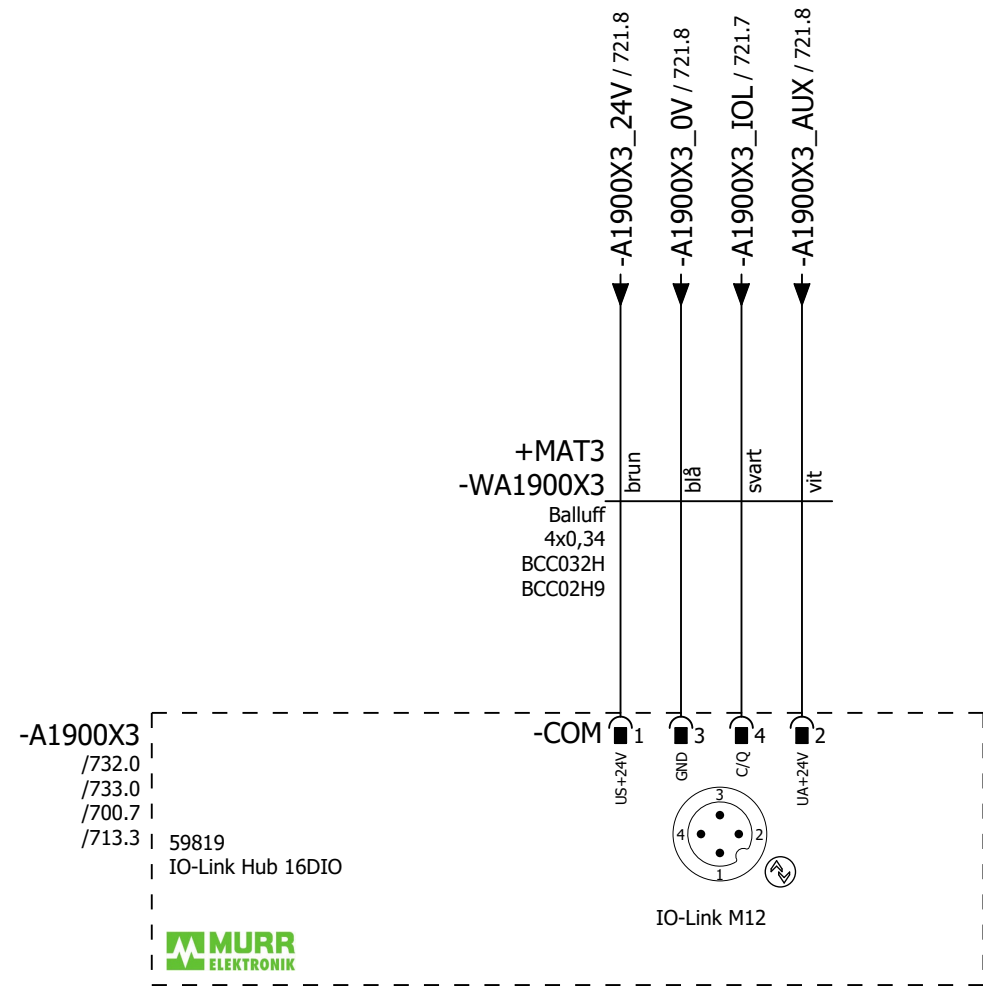 -A1900X3_24V / 721.8
-A1900X3_0V / 721.8
-A1900X3_IOL / 721.7
-A1900X3_AUX / 721.8
+MAT3
-WA1900X3
brun
blå
svart
vit
Balluff
4x0,34
BCC032H
BCC02H9
-A1900X3
/732.0
/733.0
/700.7
/713.3
-COM
1
3
4
2
US+24V
GND
C/Q
UA+24V
59819
IO-Link Hub 16DIO
3
4
2
1
IO-Link M12
MURR
ELEKTRONIK